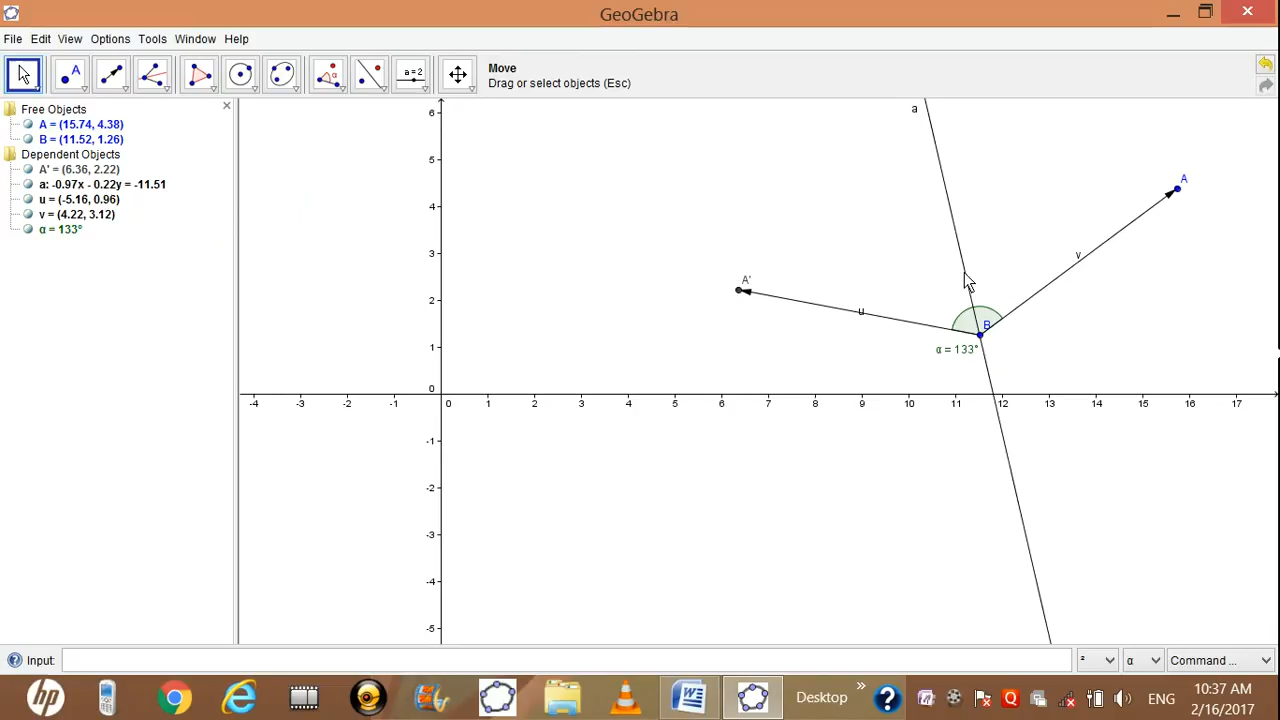 GeoGebra
File Edit View Options Tools Window Help
A
α
a=2
Move
Drag or select objects (Esc)
Free Objects
A = (15.74, 4.38)
B = (11.52, 1.26)
Dependent Objects
A' = (6.36, 2.22)
a: -0.97x - 0.22y = -11.51
u = (-5.16, 0.96)
v = (4.22, 3.12)
α = 133°
a
A
v
A'
u
B
α = 133°
6
5
4
3
2
1
0
-1
-2
-3
-4
-5
-4 -3 -2 -1 0 1 2 3 4 5 6 7 8 9 10 11 12 13 14 15 16 17
Input: ² α Command ...
hp
W
Desktop
»
?
Q
ENG
10:37 AM
2/16/2017